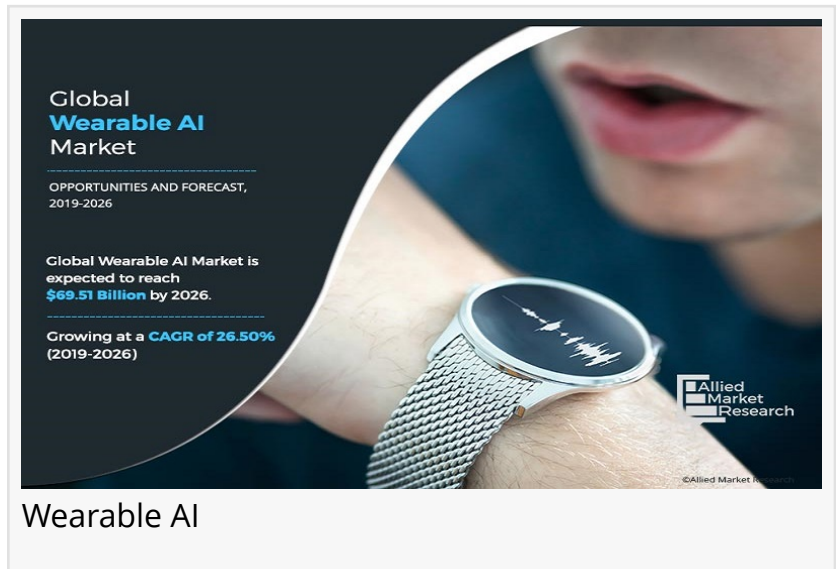 Global
Wearable AI
Market
OPPORTUNITIES AND FORECAST,
2019-2026
Global Wearable AI Market is
expected to reach
$69.51 Billion by 2026.
Growing at a CAGR of 26.50%
(2019-2026)
Allied
Market
Research
©Allied Market Research
Wearable AI